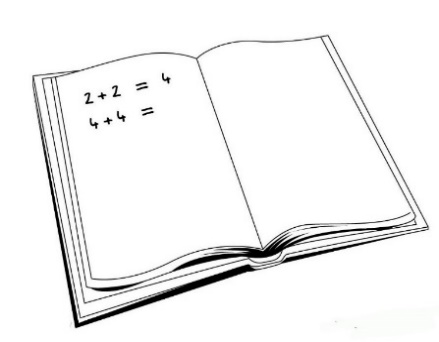 2 + 2 = 4
4 + 4 =